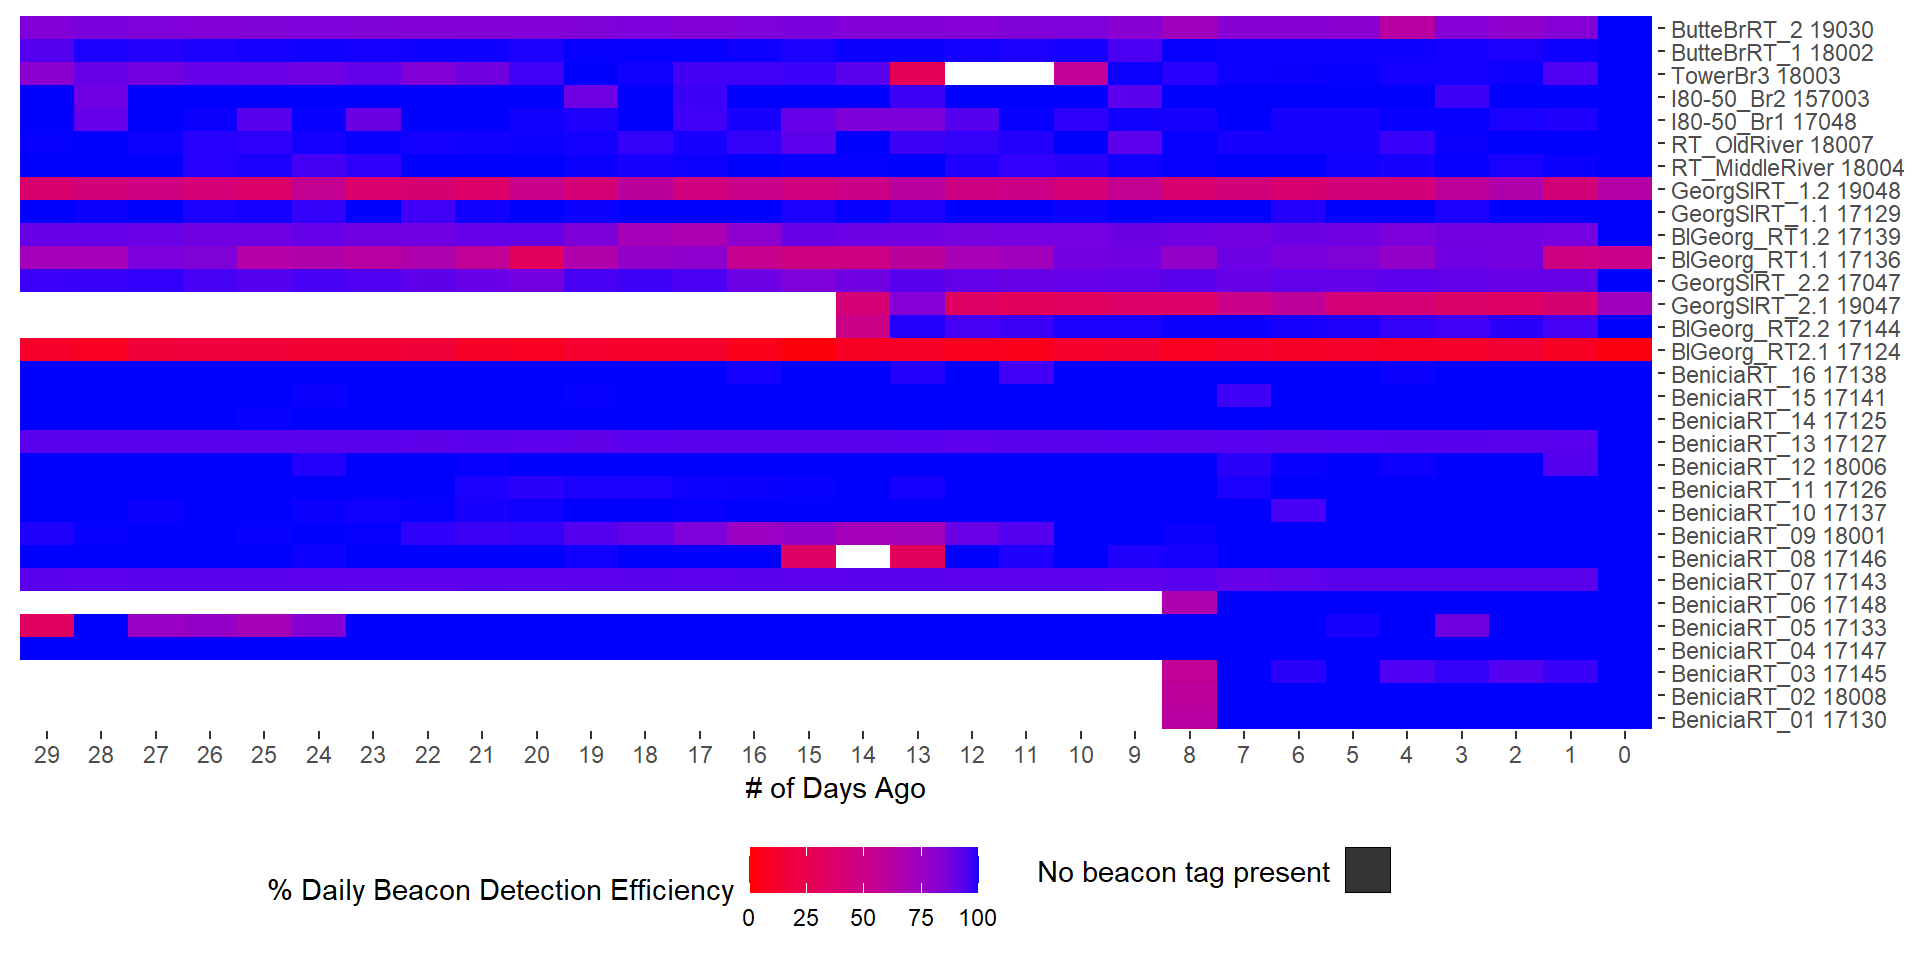 ButteBrRT_2 19030
ButteBrRT_1 18002
TowerBr3 18003
I80-50_Br2 157003
I80-50_Br1 17048
RT_OldRiver 18007
RT_MiddleRiver 18004
GeorgSlRT_1.2 19048
GeorgSlRT_1.1 17129
BlGeorg_RT1.2 17139
BlGeorg_RT1.1 17136
GeorgSlRT_2.2 17047
GeorgSlRT_2.1 19047
BlGeorg_RT2.2 17144
BlGeorg_RT2.1 17124
BeniciaRT_16 17138
BeniciaRT_15 17141
BeniciaRT_14 17125
BeniciaRT_13 17127
BeniciaRT_12 18006
BeniciaRT_11 17126
BeniciaRT_10 17137
BeniciaRT_09 18001
BeniciaRT_08 17146
BeniciaRT_07 17143
BeniciaRT_06 17148
BeniciaRT_05 17133
BeniciaRT_04 17147
BeniciaRT_03 17145
BeniciaRT_02 18008
BeniciaRT_01 17130
29 28 27 26 25 24 23 22 21 20 19 18 17 16 15 14 13 12 11 10 9 8 7 6 5 4 3 2 1 0
# of Days Ago
% Daily Beacon Detection Efficiency
0 25 50 75 100
No beacon tag present